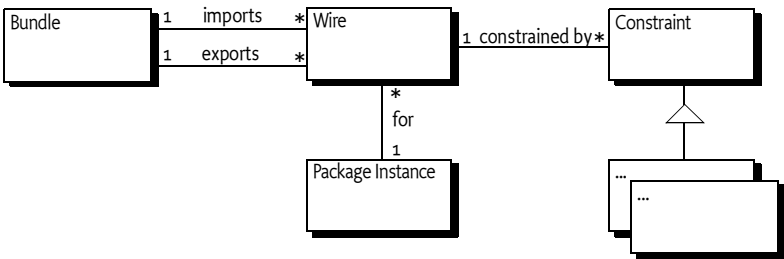 Bundle
1 imports *
Wire
1 exports *
1 constrained by *
Constraint
*
for
1
Package Instance
...
...